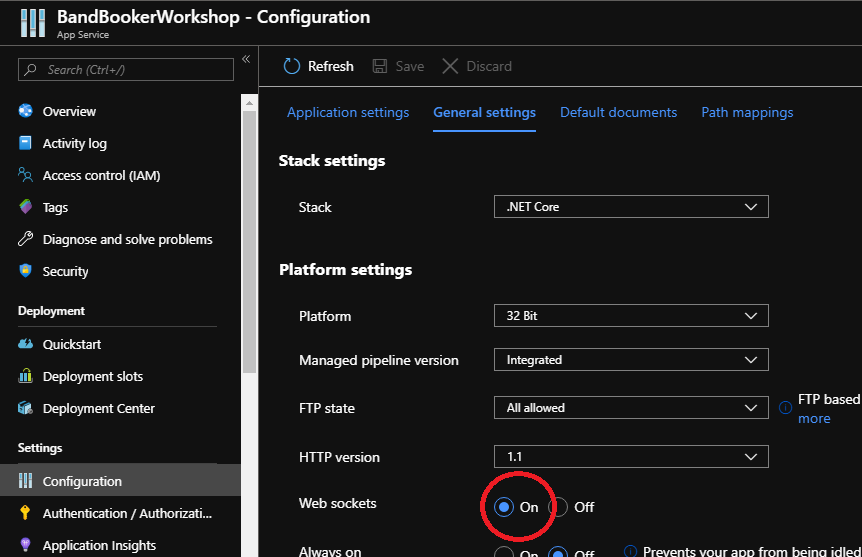 BandBookerWorkshop - Configuration
App Service
Search (Ctrl+/)
«
Overview
Activity log
Access control (IAM)
Tags
Diagnose and solve problems
Security
Deployment
Quickstart
Deployment slots
Deployment Center
Settings
Configuration
Authentication / Authorizati...
Application Insights
Refresh Save Discard
Application settings General settings Default documents Path mappings
Stack settings
Stack .NET Core
Platform settings
Platform 32 Bit
Managed pipeline version Integrated
FTP state All allowed
FTP based
more
HTTP version 1.1
Web sockets On Off
Always on On Off Prevents your app from being idled